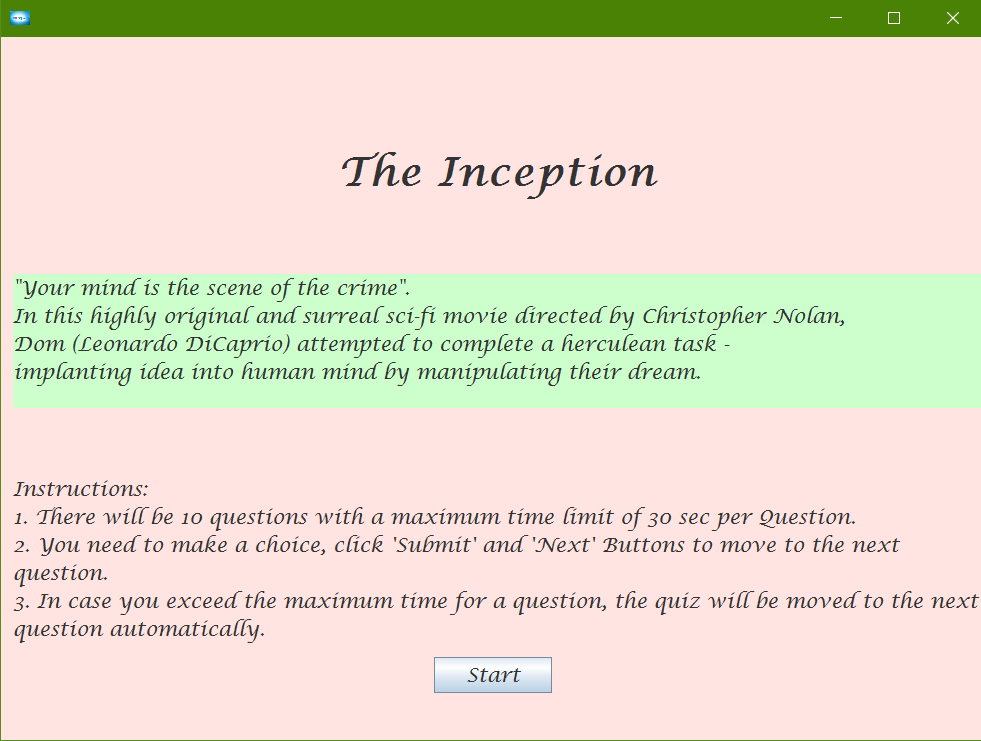 The Inception
"Your mind is the scene of the crime".
In this highly original and surreal sci-fi movie directed by Christopher Nolan,
Dom (Leonardo DiCaprio) attempted to complete a herculean task -
implanting idea into human mind by manipulating their dream.
Instructions:
1. There will be 10 questions with a maximum time limit of 30 sec per Question.
2. You need to make a choice, click 'Submit' and 'Next' Buttons to move to the next
question.
3. In case you exceed the maximum time for a question, the quiz will be moved to the next
question automatically.
Start